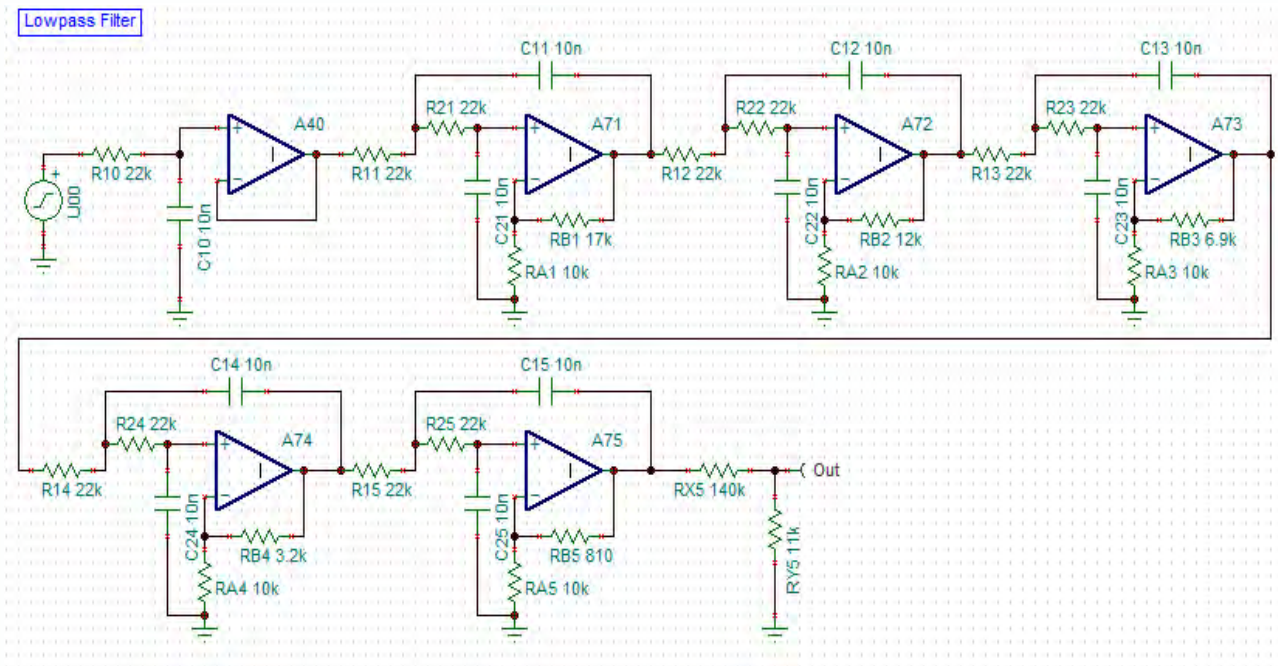 Lowpass Filter
C11 10n
C12 10n
C13 10n
R21 22k
R22 22k
R23 22k
A40
A71
A72
A73
+
R10 22k
R11 22k
R12 22k
R13 22k
C10 10n
C21 10n
C22 10n
C23 10n
RB1 17k
RB2 12k
RB3 6.9k
RA1 10k
RA2 10k
RA3 10k
C14 10n
C15 10n
R24 22k
R25 22k
A74
A75
Out
R14 22k
R15 22k
RX5 140k
C24 10n
C25 10n
RB4 3.2k
RB5 810
RY5 11k
RA4 10k
RA5 10k